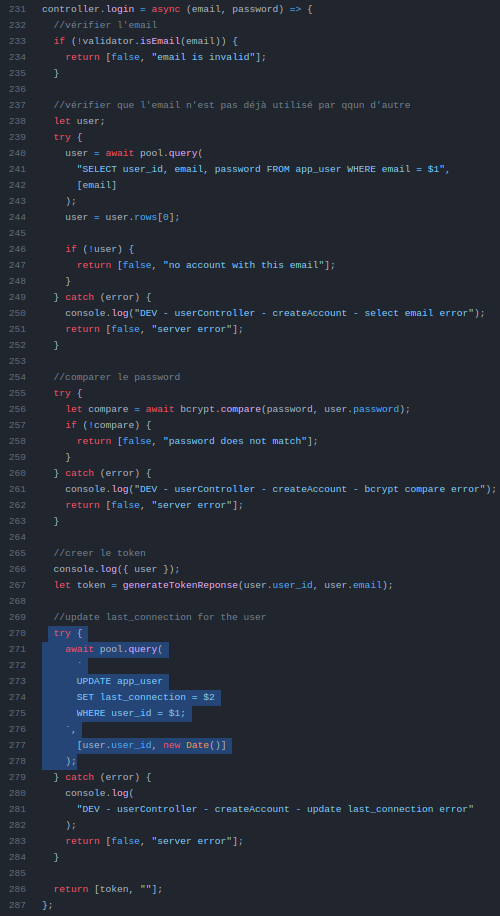 231 controller.login = async (email, password) => {
232 //vérifier l'email
233 if (!validator.isEmail(email)) {
234 return [false, "email is invalid"];
235 }
236
237 //vérifier que l'email n'est pas déjà utilisé par qqun d'autre
238 let user;
239 try {
240 user = await pool.query(
241 "SELECT user_id, email, password FROM app_user WHERE email = $1",
242 [email]
243 );
244 user = user.rows[0];
245
246 if (!user) {
247 return [false, "no account with this email"];
248 }
249 } catch (error) {
250 console.log("DEV - userController - createAccount - select email error");
251 return [false, "server error"];
252 }
253
254 //comparer le password
255 try {
256 let compare = await bcrypt.compare(password, user.password);
257 if (!compare) {
258 return [false, "password does not match"];
259 }
260 } catch (error) {
261 console.log("DEV - userController - createAccount - bcrypt compare error");
262 return [false, "server error"];
263 }
264
265 //creer le token
266 console.log({ user });
267 let token = generateTokenReponse(user.user_id, user.email);
268
269 //update last_connection for the user
270 try {
271 await pool.query(
272 `
273 UPDATE app_user
274 SET last_connection = $2
275 WHERE user_id = $1;
276 `,
277 [user.user_id, new Date()]
278 );
279 } catch (error) {
280 console.log(
281 "DEV - userController - createAccount - update last_connection error"
282 );
283 return [false, "server error"];
284 }
285
286 return [token, ""];
287 };